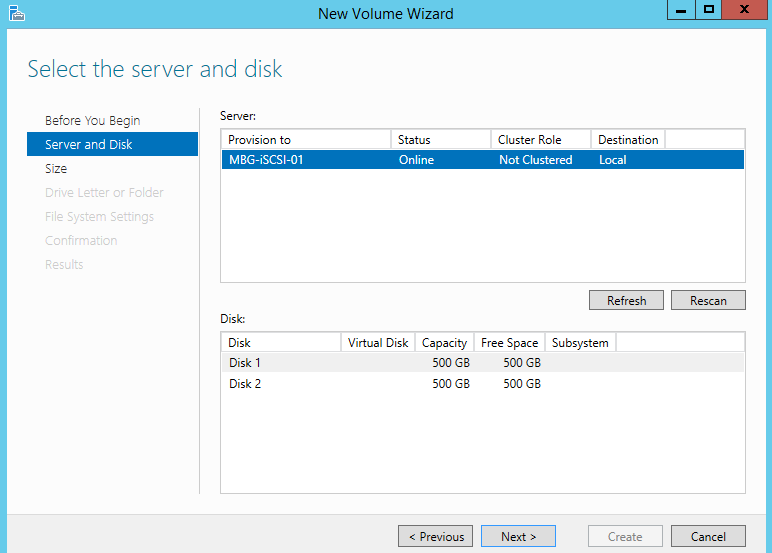 New Volume Wizard
Select the server and disk
Before You Begin
Server and Disk
Size
Drive Letter or Folder
File System Settings
Confirmation
Results
Server:
Provision to Status Cluster Role Destination
MBG-iSCSI-01 Online Not Clustered Local
Refresh Rescan
Disk:
Disk Virtual Disk Capacity Free Space Subsystem
Disk 1 500 GB 500 GB
Disk 2 500 GB 500 GB
< Previous Next > Create Cancel